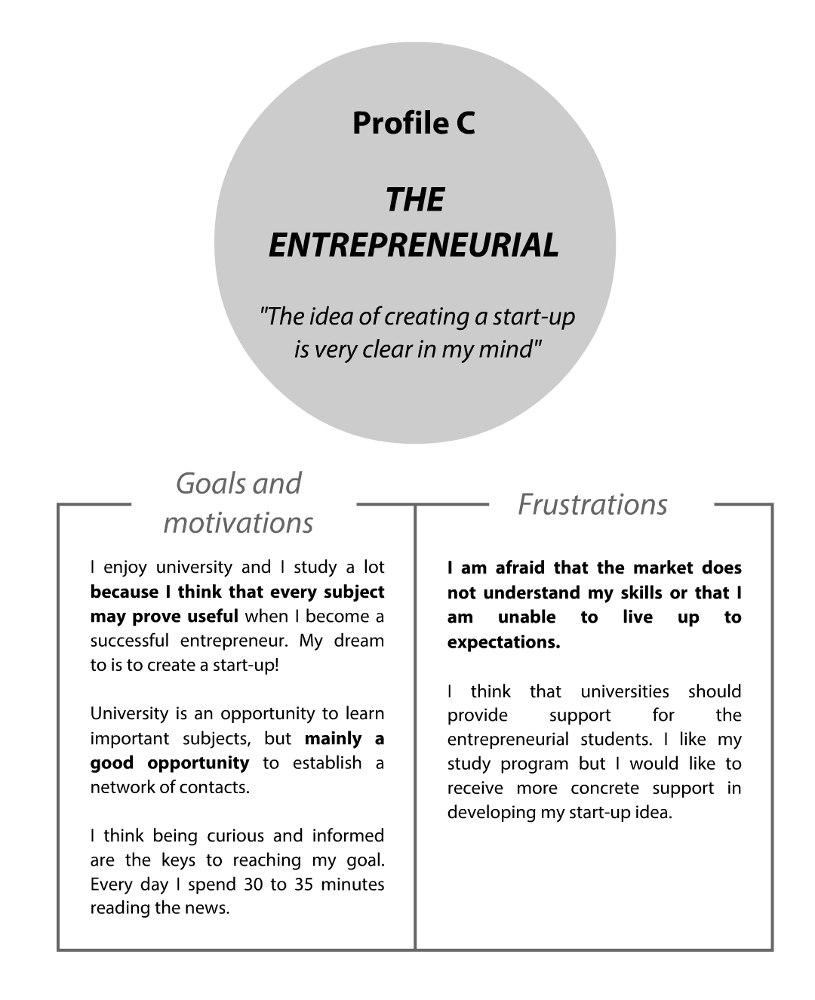 Profile C
THE
ENTREPRENEURIAL
"The idea of creating a start-up
is very clear in my mind"
Goals and
motivations
I enjoy university and I study a lot
because I think that every subject
may prove useful when I become a
successful entrepreneur. My dream
to is to create a start-up!
University is an opportunity to learn
important subjects, but mainly a
good opportunity to establish a
network of contacts.
I think being curious and informed
are the keys to reaching my goal.
Every day I spend 30 to 35 minutes
reading the news.
Frustrations
I am afraid that the market does
not understand my skills or that I
am unable to live up to
expectations.
I think that universities should
provide support for the
entrepreneurial students. I like my
study program but I would like to
receive more concrete support in
developing my start-up idea.